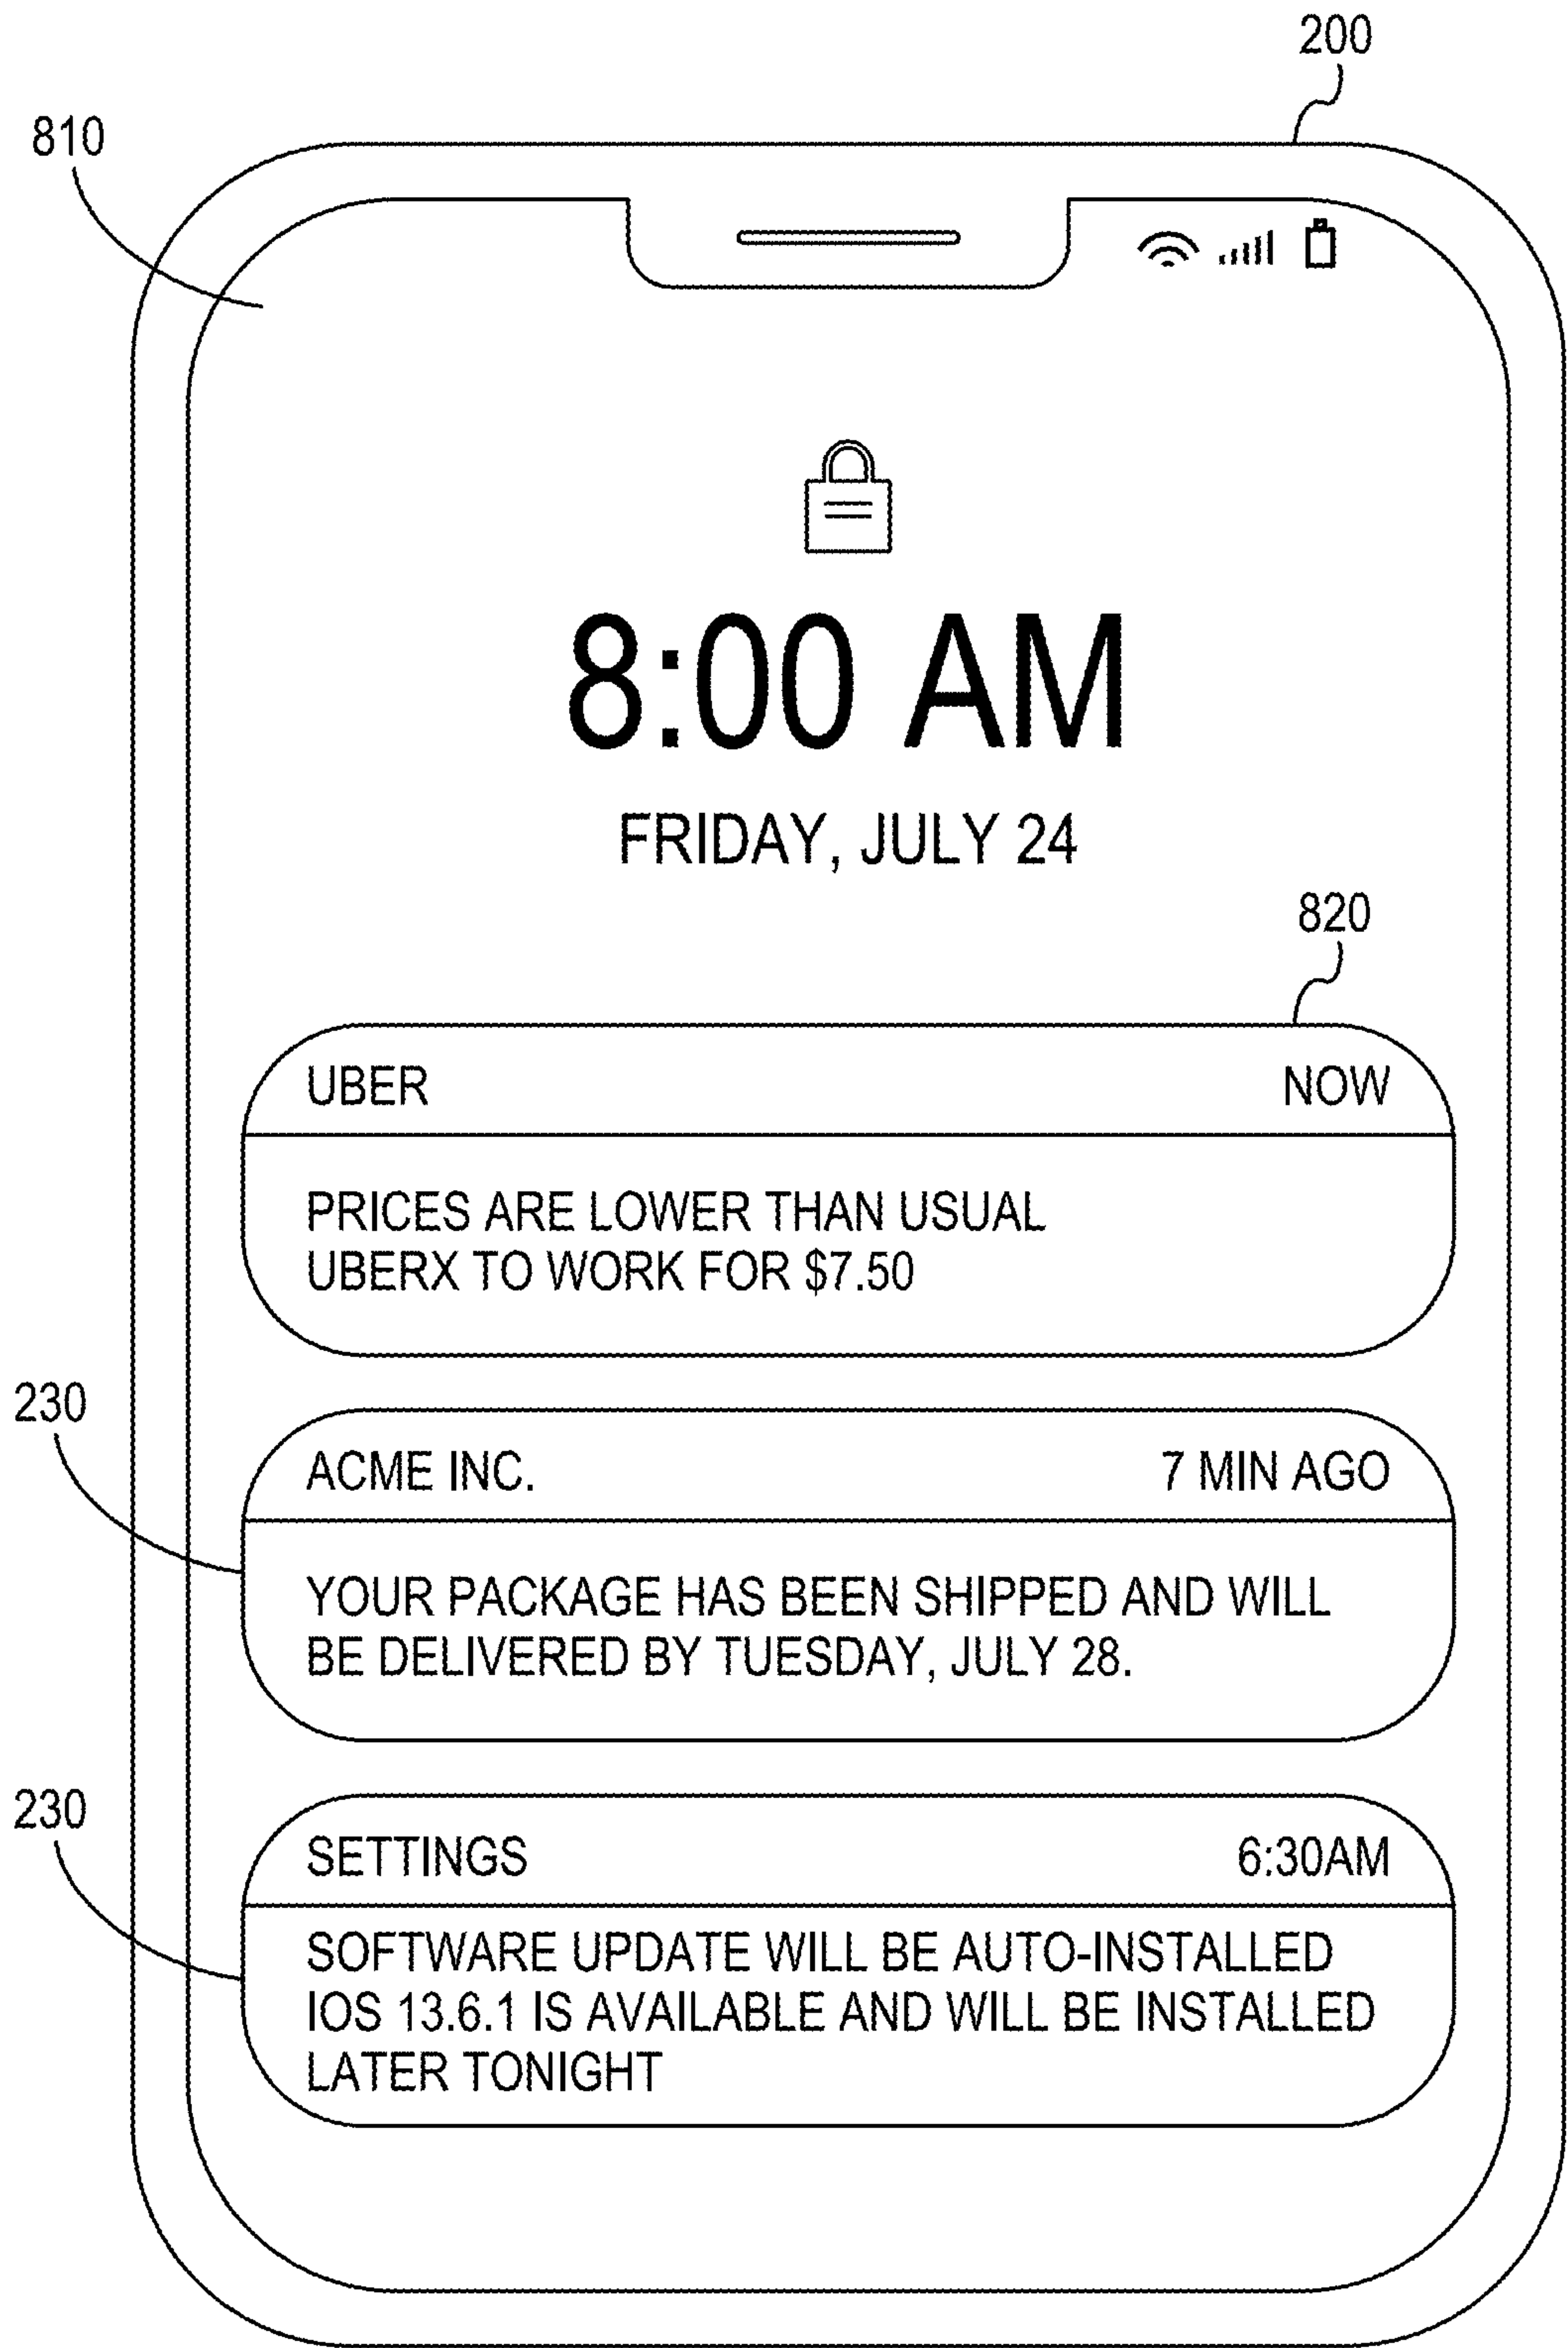 200
810
8:00 AM
FRIDAY, JULY 24
820
UBER NOW
PRICES ARE LOWER THAN USUAL
UBERX TO WORK FOR $7.50
230
ACME INC. 7 MIN AGO
YOUR PACKAGE HAS BEEN SHIPPED AND WILL
BE DELIVERED BY TUESDAY, JULY 28.
230
SETTINGS 6:30AM
SOFTWARE UPDATE WILL BE AUTO-INSTALLED
IOS 13.6.1 IS AVAILABLE AND WILL BE INSTALLED
LATER TONIGHT